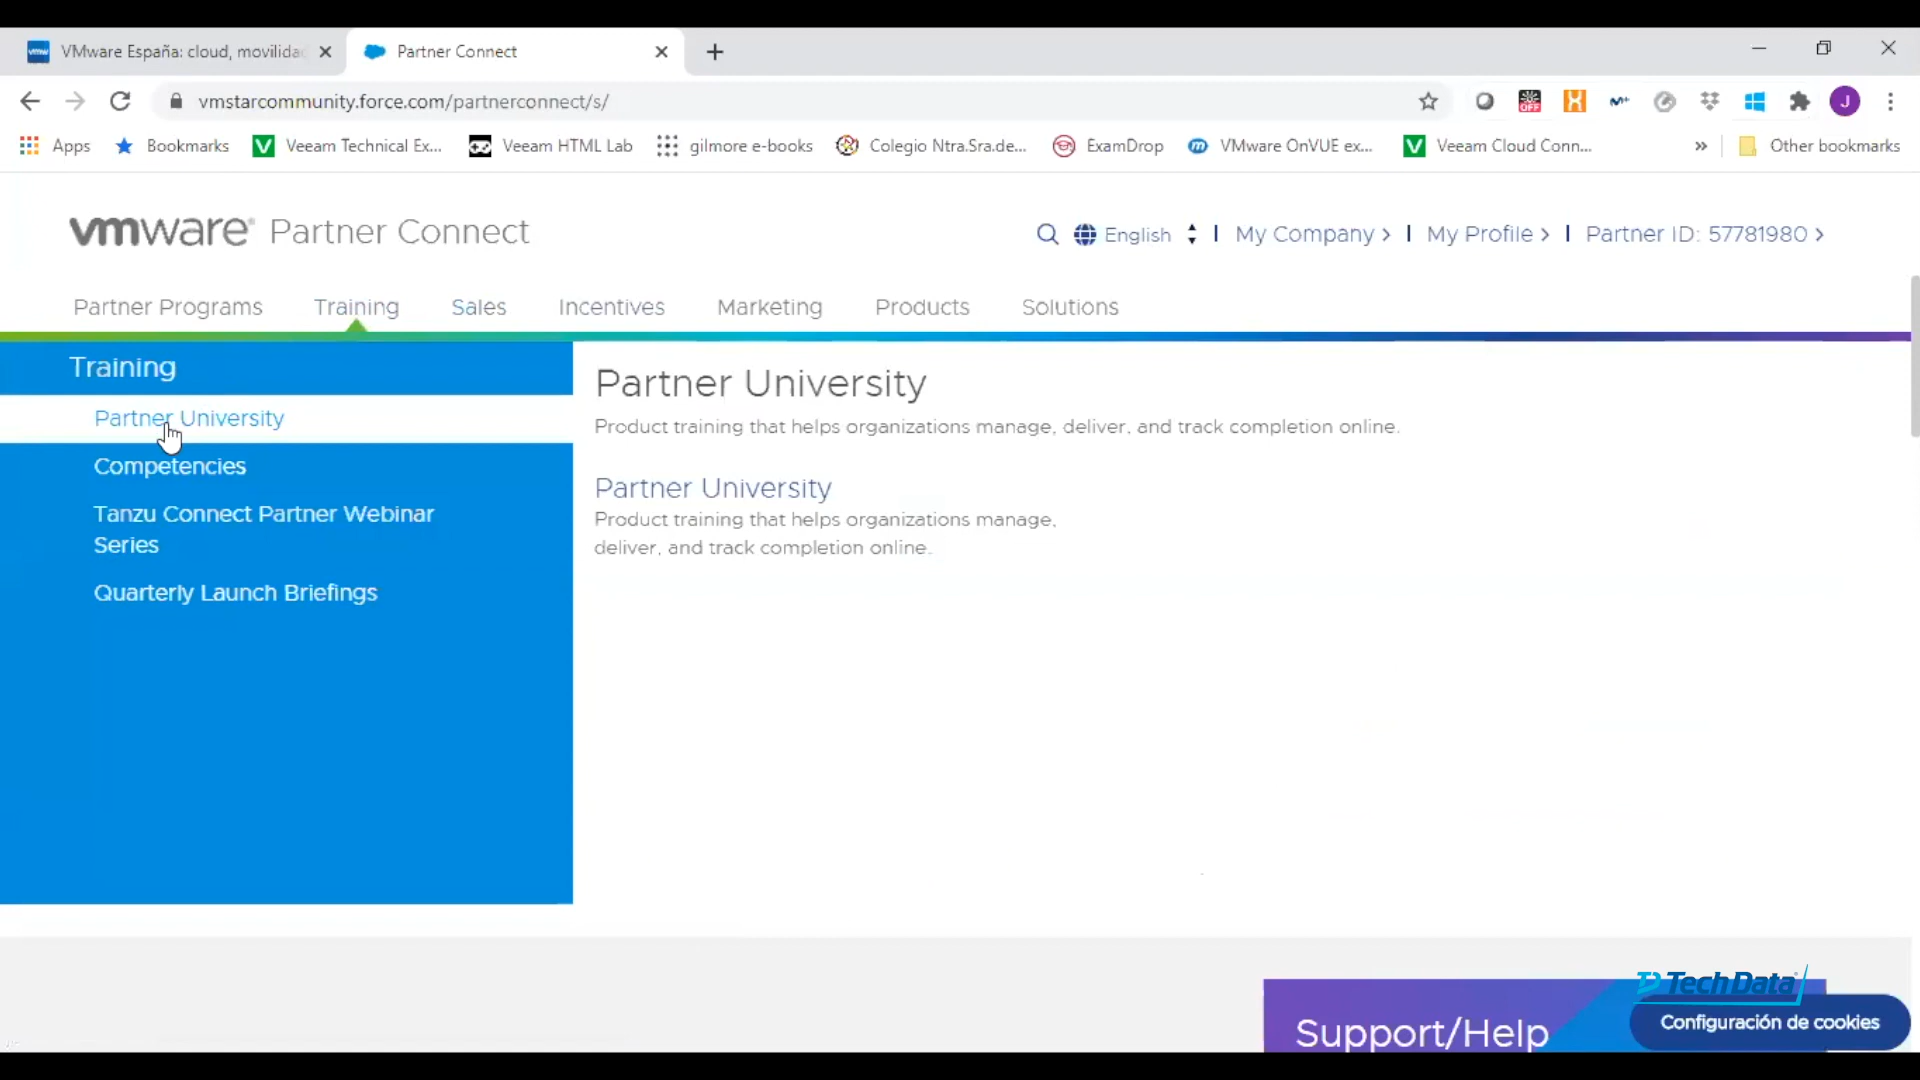 VMware España: cloud, movilida
Partner Connect
vmstarcommunity.force.com/partnerconnect/s/
OFF
J
Apps
Bookmarks
Veeam Technical Ex...
Veeam HTML Lab
gilmore e-books
Colegio Ntra.Sra.de...
ExamDrop
VMware OnVUE ex...
Veeam Cloud Conn...
»
Other bookmarks
vmware® Partner Connect
English
My Company >
My Profile >
Partner ID: 57781980 >
Partner Programs
Training
Sales
Incentives
Marketing
Products
Solutions
Training
Partner University
Competencies
Tanzu Connect Partner Webinar
Series
Quarterly Launch Briefings
Partner University
Product training that helps organizations manage, deliver, and track completion online.
Partner University
Product training that helps organizations manage,
deliver, and track completion online.
Support/Help
Tech Data
Configuración de cookies